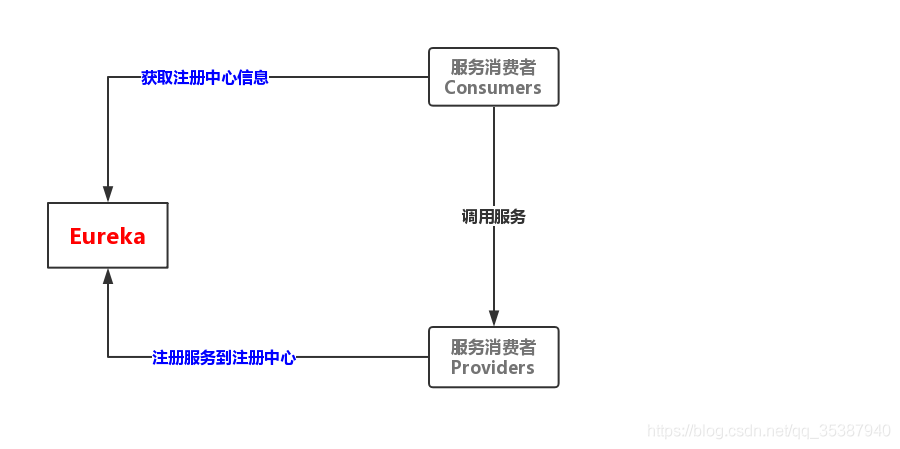 服务消费者
Consumers
获取注册中心信息
调用服务
Eureka
服务消费者
Providers
注册服务到注册中心
https://blog.csdn.net/qq_35387940